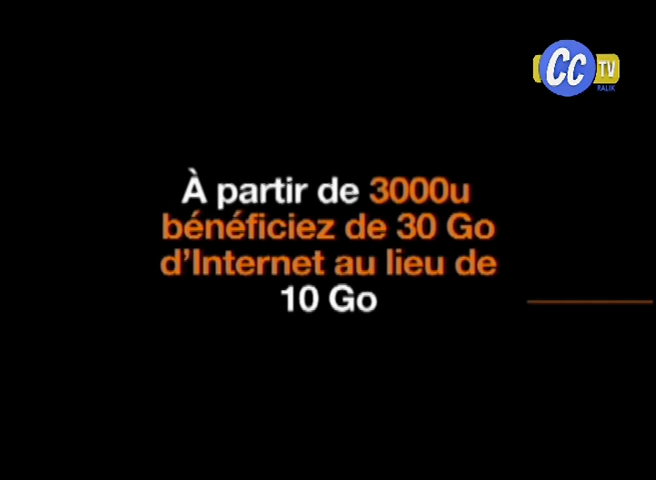 CC TV
RALIK
À partir de 3000u
bénéficiez de 30 Go
d'Internet au lieu de
10 Go